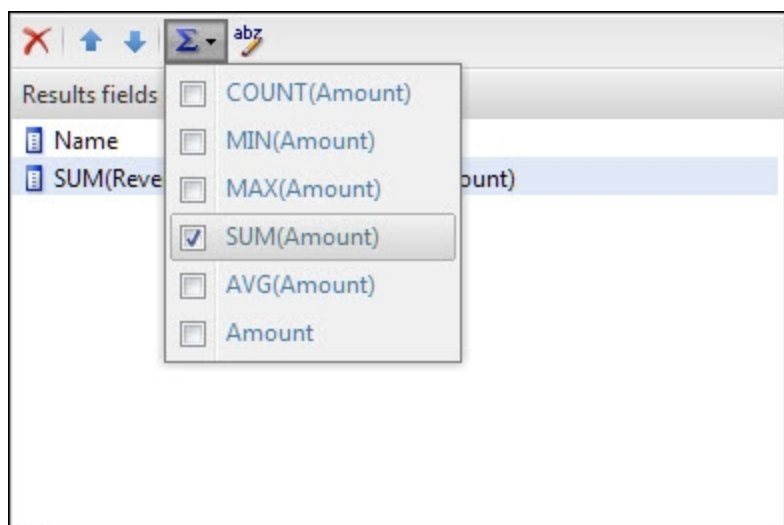 Σ abz
Results fields
COUNT(Amount)
Name
MIN(Amount)
SUM(Reve
MAX(Amount)
ount)
SUM(Amount)
AVG(Amount)
Amount